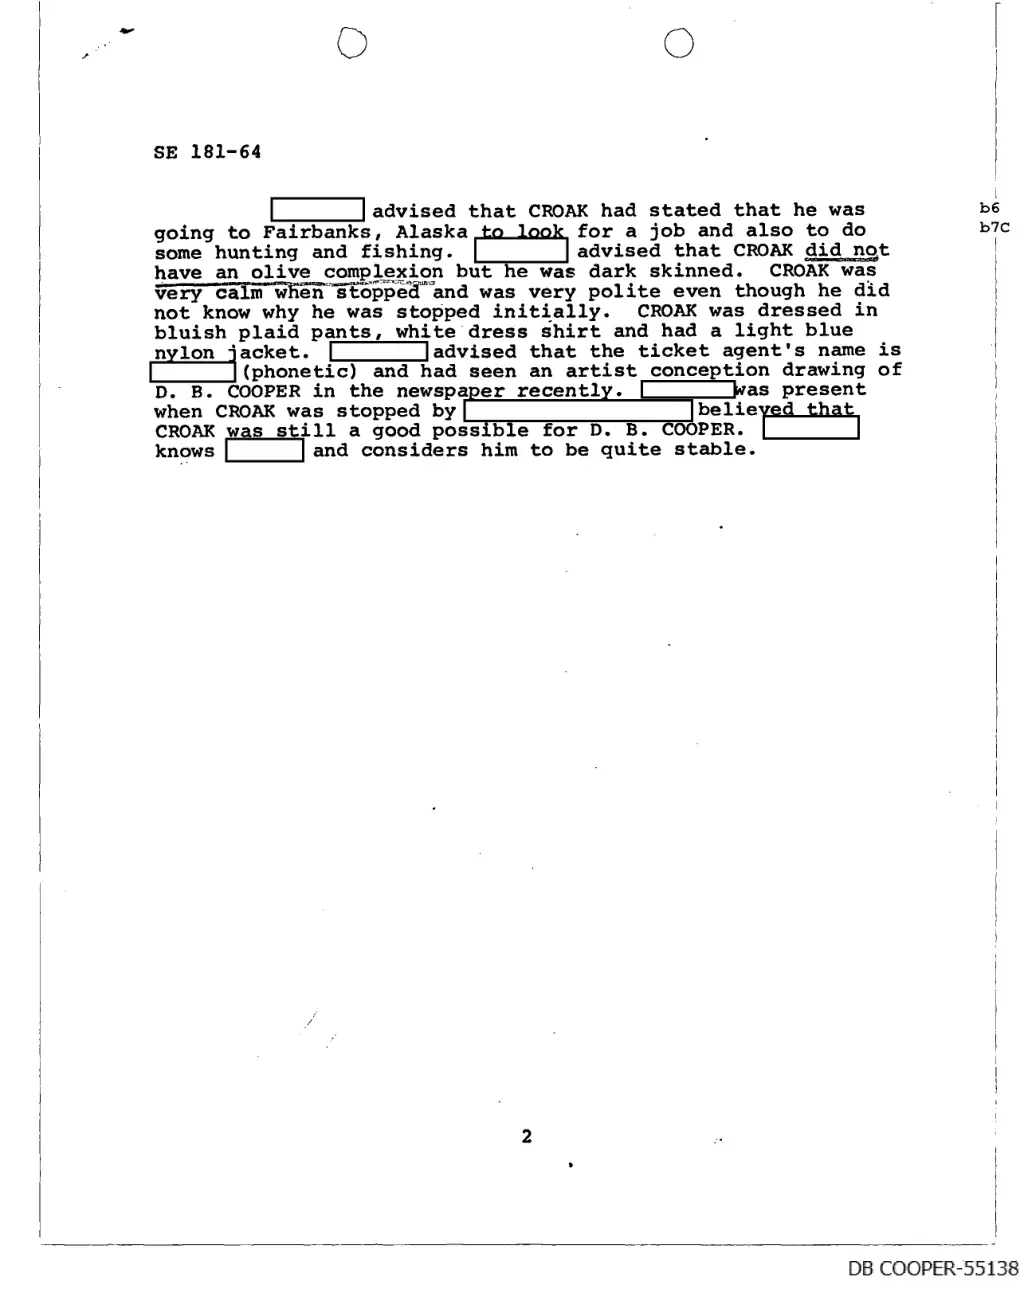 SE 181-64
advised that CROAK had stated that he was b6
going to Fairbanks, Alaska to look for a job and also to do b7C
some hunting and fishing. advised that CROAK did not
have an olive complexion but he was dark skinned. CROAK was
very calm when stopped and was very polite even though he did
not know why he was stopped initially. CROAK was dressed in
bluish plaid pants, white dress shirt and had a light blue
nylon jacket. advised that the ticket agent's name is
(phonetic) and had seen an artist conception drawing of
D. B. COOPER in the newspaper recently. was present
when CROAK was stopped by believed that
CROAK was still a good possible for D. B. COOPER.
knows and considers him to be quite stable.
2
DB COOPER-55138